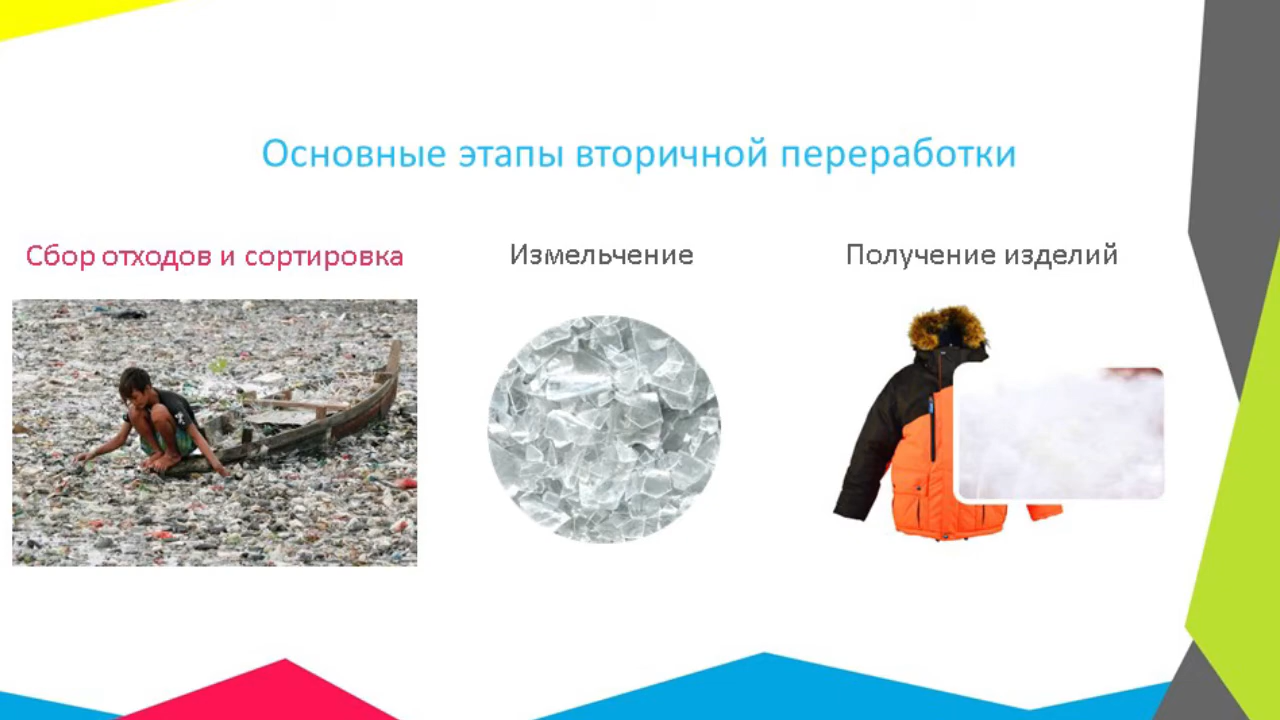 Основные этапы вторичной переработки
Сбор отходов и сортировка
Измельчение
Получение изделий